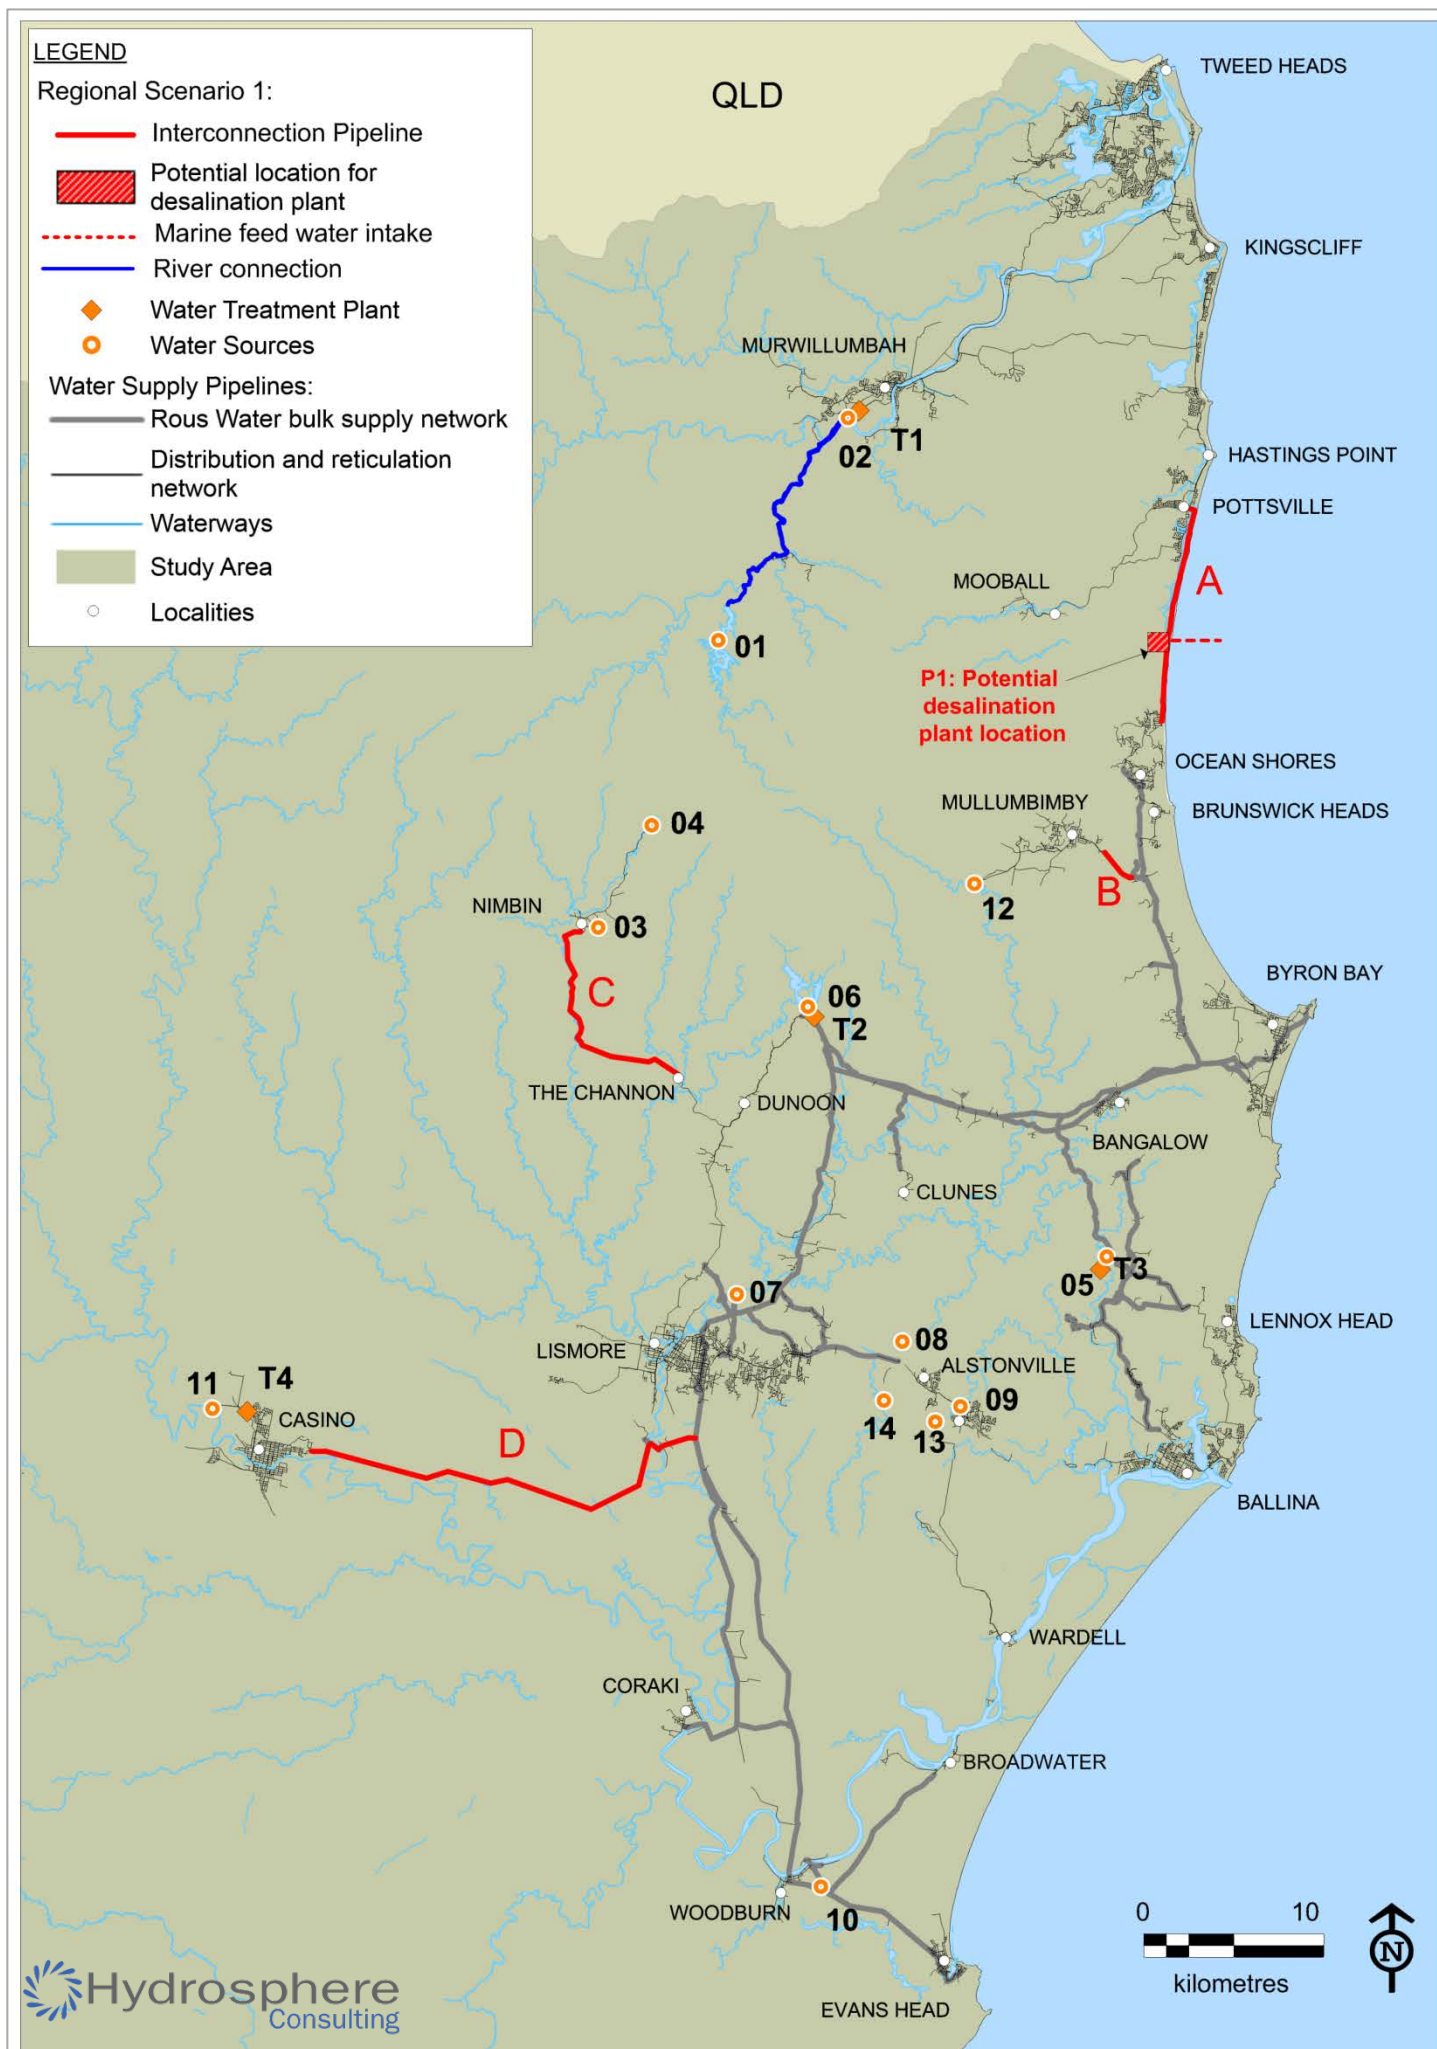 LEGEND
Regional Scenario 1:
Interconnection Pipeline
Potential location for
desalination plant
Marine feed water intake
River connection
Water Treatment Plant
Water Sources
Water Supply Pipelines:
Rous Water bulk supply network
Distribution and reticulation
network
Waterways
Study Area
Localities
QLD
TWEED HEADS
KINGSCLIFF
MURWILLUMBAH
02
T1
HASTINGS POINT
POTTSVILLE
MOOBALL
A
01
P1: Potential
desalination
plant location
OCEAN SHORES
MULLUMBIMBY
BRUNSWICK HEADS
04
B
12
NIMBIN
03
BYRON BAY
C
06
T2
THE CHANNON
DUNOON
BANGALOW
CLUNES
05
T3
07
LENNOX HEAD
LISMORE
08
ALSTONVILLE
11
T4
CASINO
09
14
13
D
BALLINA
WARDELL
CORAKI
BROADWATER
WOODBURN
10
EVANS HEAD
0 10
kilometres
N
Hydrosphere
Consulting